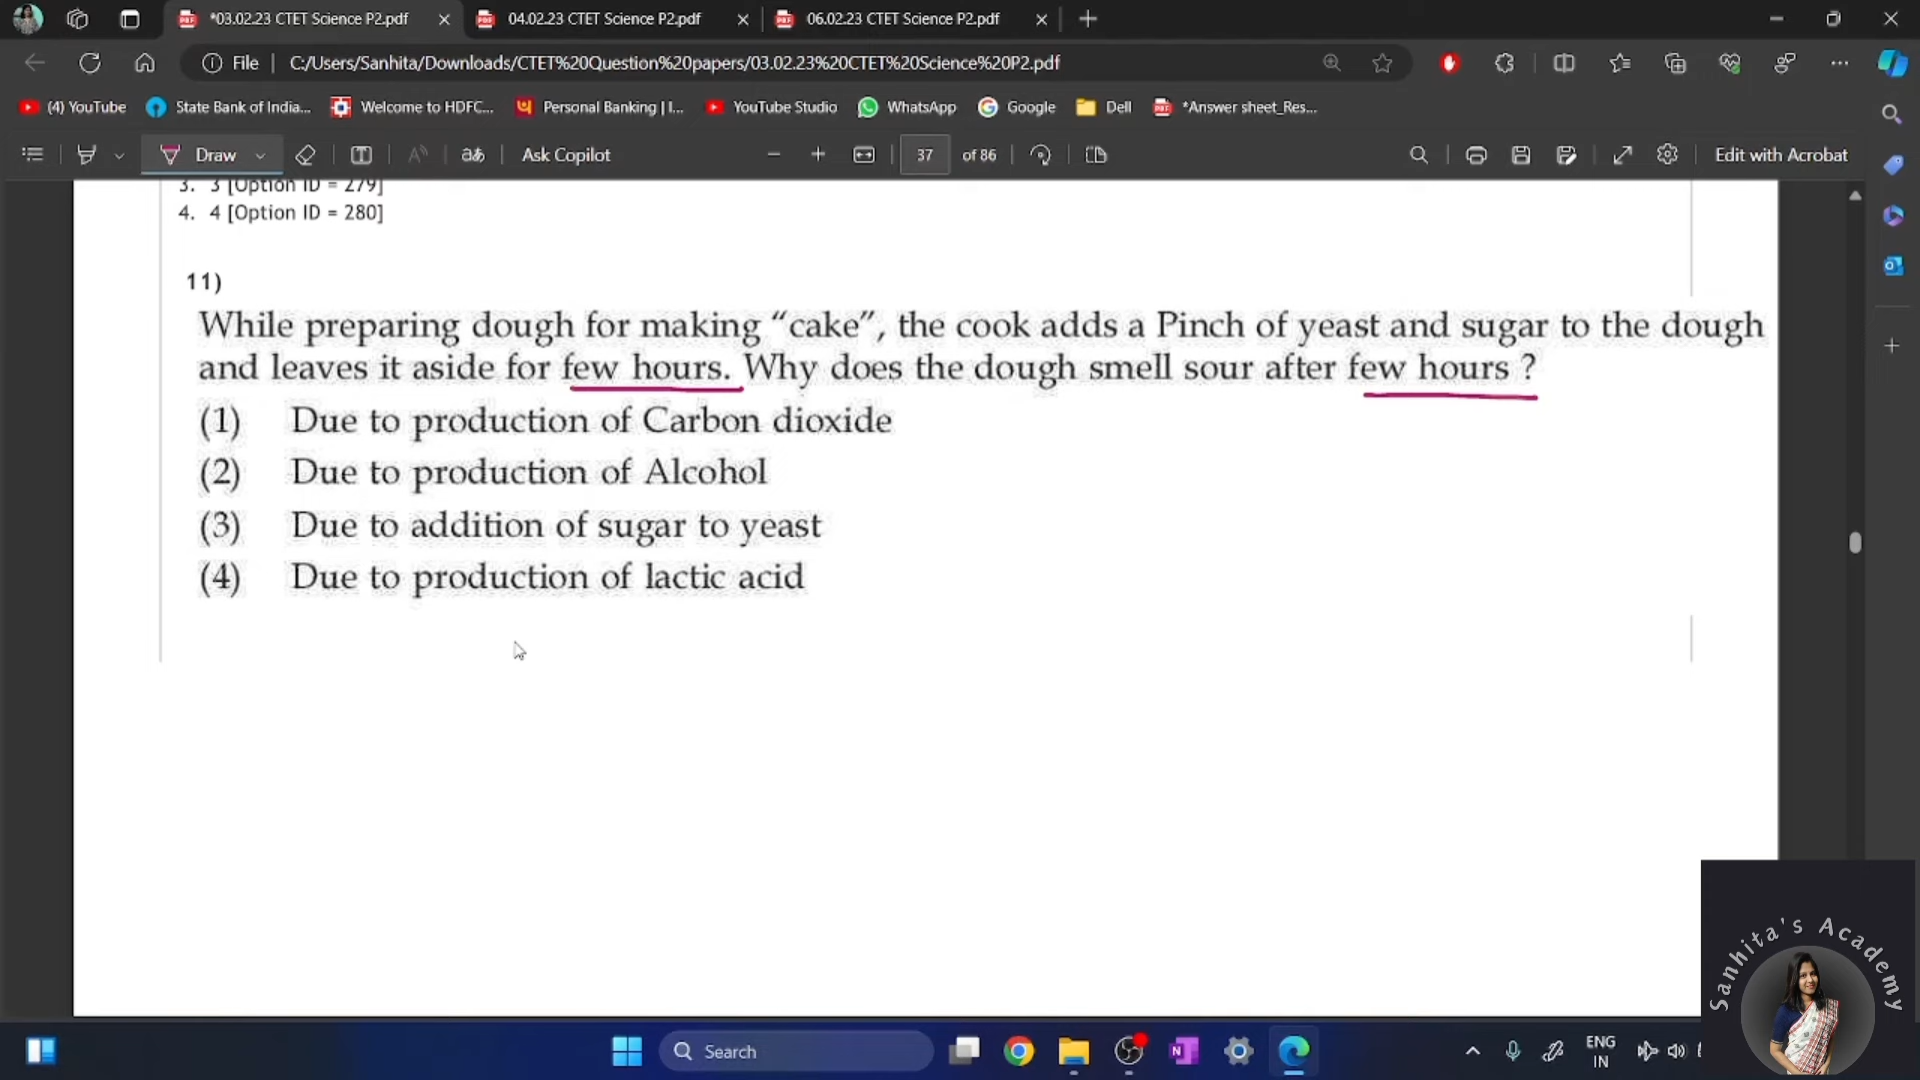 *03.02.23 CTET Science P2.pdf
04.02.23 CTET Science P2.pdf
06.02.23 CTET Science P2.pdf
File
C:/Users/Sanhita/Downloads/CTET%20Question%20papers/03.02.23%20CTET%20Science%20P2.pdf
(4) YouTube
State Bank of India...
Welcome to HDFC...
Personal Banking | I...
YouTube Studio
WhatsApp
Google
Dell
*Answer sheet_Res...
Draw
Ask Copilot
37 of 86
Edit with Acrobat
3. 3 [Option ID = 279]
4. 4 [Option ID = 280]
11)
While preparing dough for making “cake”, the cook adds a Pinch of yeast and sugar to the dough
and leaves it aside for few hours. Why does the dough smell sour after few hours ?
(1) Due to production of Carbon dioxide
(2) Due to production of Alcohol
(3) Due to addition of sugar to yeast
(4) Due to production of lactic acid
Sanhita's Academy
Search
ENG
IN